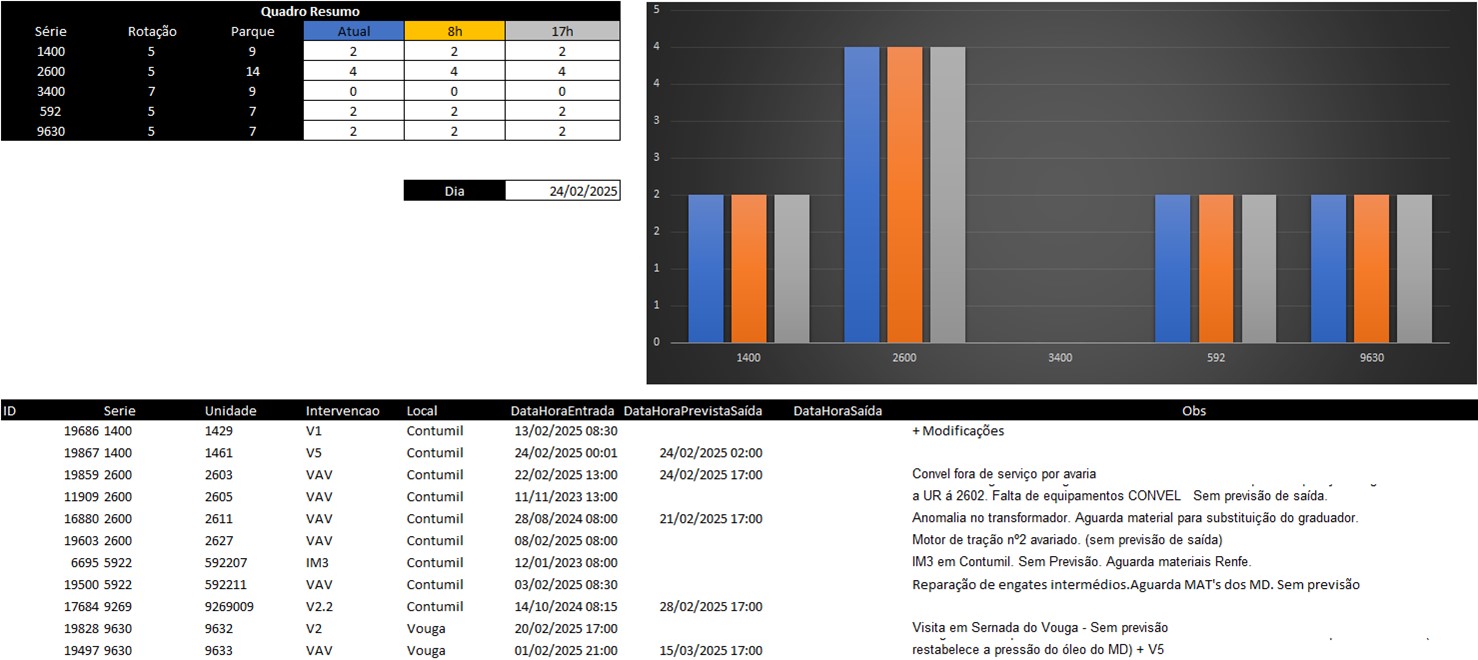 Quadro Resumo
Série Rotação Parque Atual 8h 17h
1400 5 9 2 2 2
2600 5 14 4 4 4
3400 7 9 0 0 0
592 5 7 2 2 2
9630 5 7 2 2 2
Dia 24/02/2025
5
4
4
3
3
2
2
1
1
0
1400 2600 3400 592 9630
ID Serie Unidade Intervencao Local DataHoraEntrada DataHoraPrevistaSaída DataHoraSaída Obs
19686 1400 1429 V1 Contumil 13/02/2025 08:30 + Modificações
19867 1400 1461 V5 Contumil 24/02/2025 00:01 24/02/2025 02:00
19859 2600 2603 VAV Contumil 22/02/2025 13:00 24/02/2025 17:00 Convel fora de serviço por avaria
11909 2600 2605 VAV Contumil 11/11/2023 13:00 a UR á 2602. Falta de equipamentos CONVEL Sem previsão de saída.
16880 2600 2611 VAV Contumil 28/08/2024 08:00 21/02/2025 17:00 Anomalia no transformador. Aguarda material para substituição do graduador.
19603 2600 2627 VAV Contumil 08/02/2025 08:00 Motor de tração nº2 avariado. (sem previsão de saída)
6695 5922 592207 IM3 Contumil 12/01/2023 08:00 IM3 em Contumil. Sem Previsão. Aguarda materiais Renfe.
19500 5922 592211 VAV Contumil 03/02/2025 08:30 Reparação de engates intermédios.Aguarda MAT's dos MD. Sem previsão
17684 9269 9269009 V2.2 Contumil 14/10/2024 08:15 28/02/2025 17:00
19828 9630 9632 V2 Vouga 20/02/2025 17:00 Visita em Sernada do Vouga - Sem previsão
19497 9630 9633 VAV Vouga 01/02/2025 21:00 15/03/2025 17:00 restabelece a pressão do óleo do MD) + V5